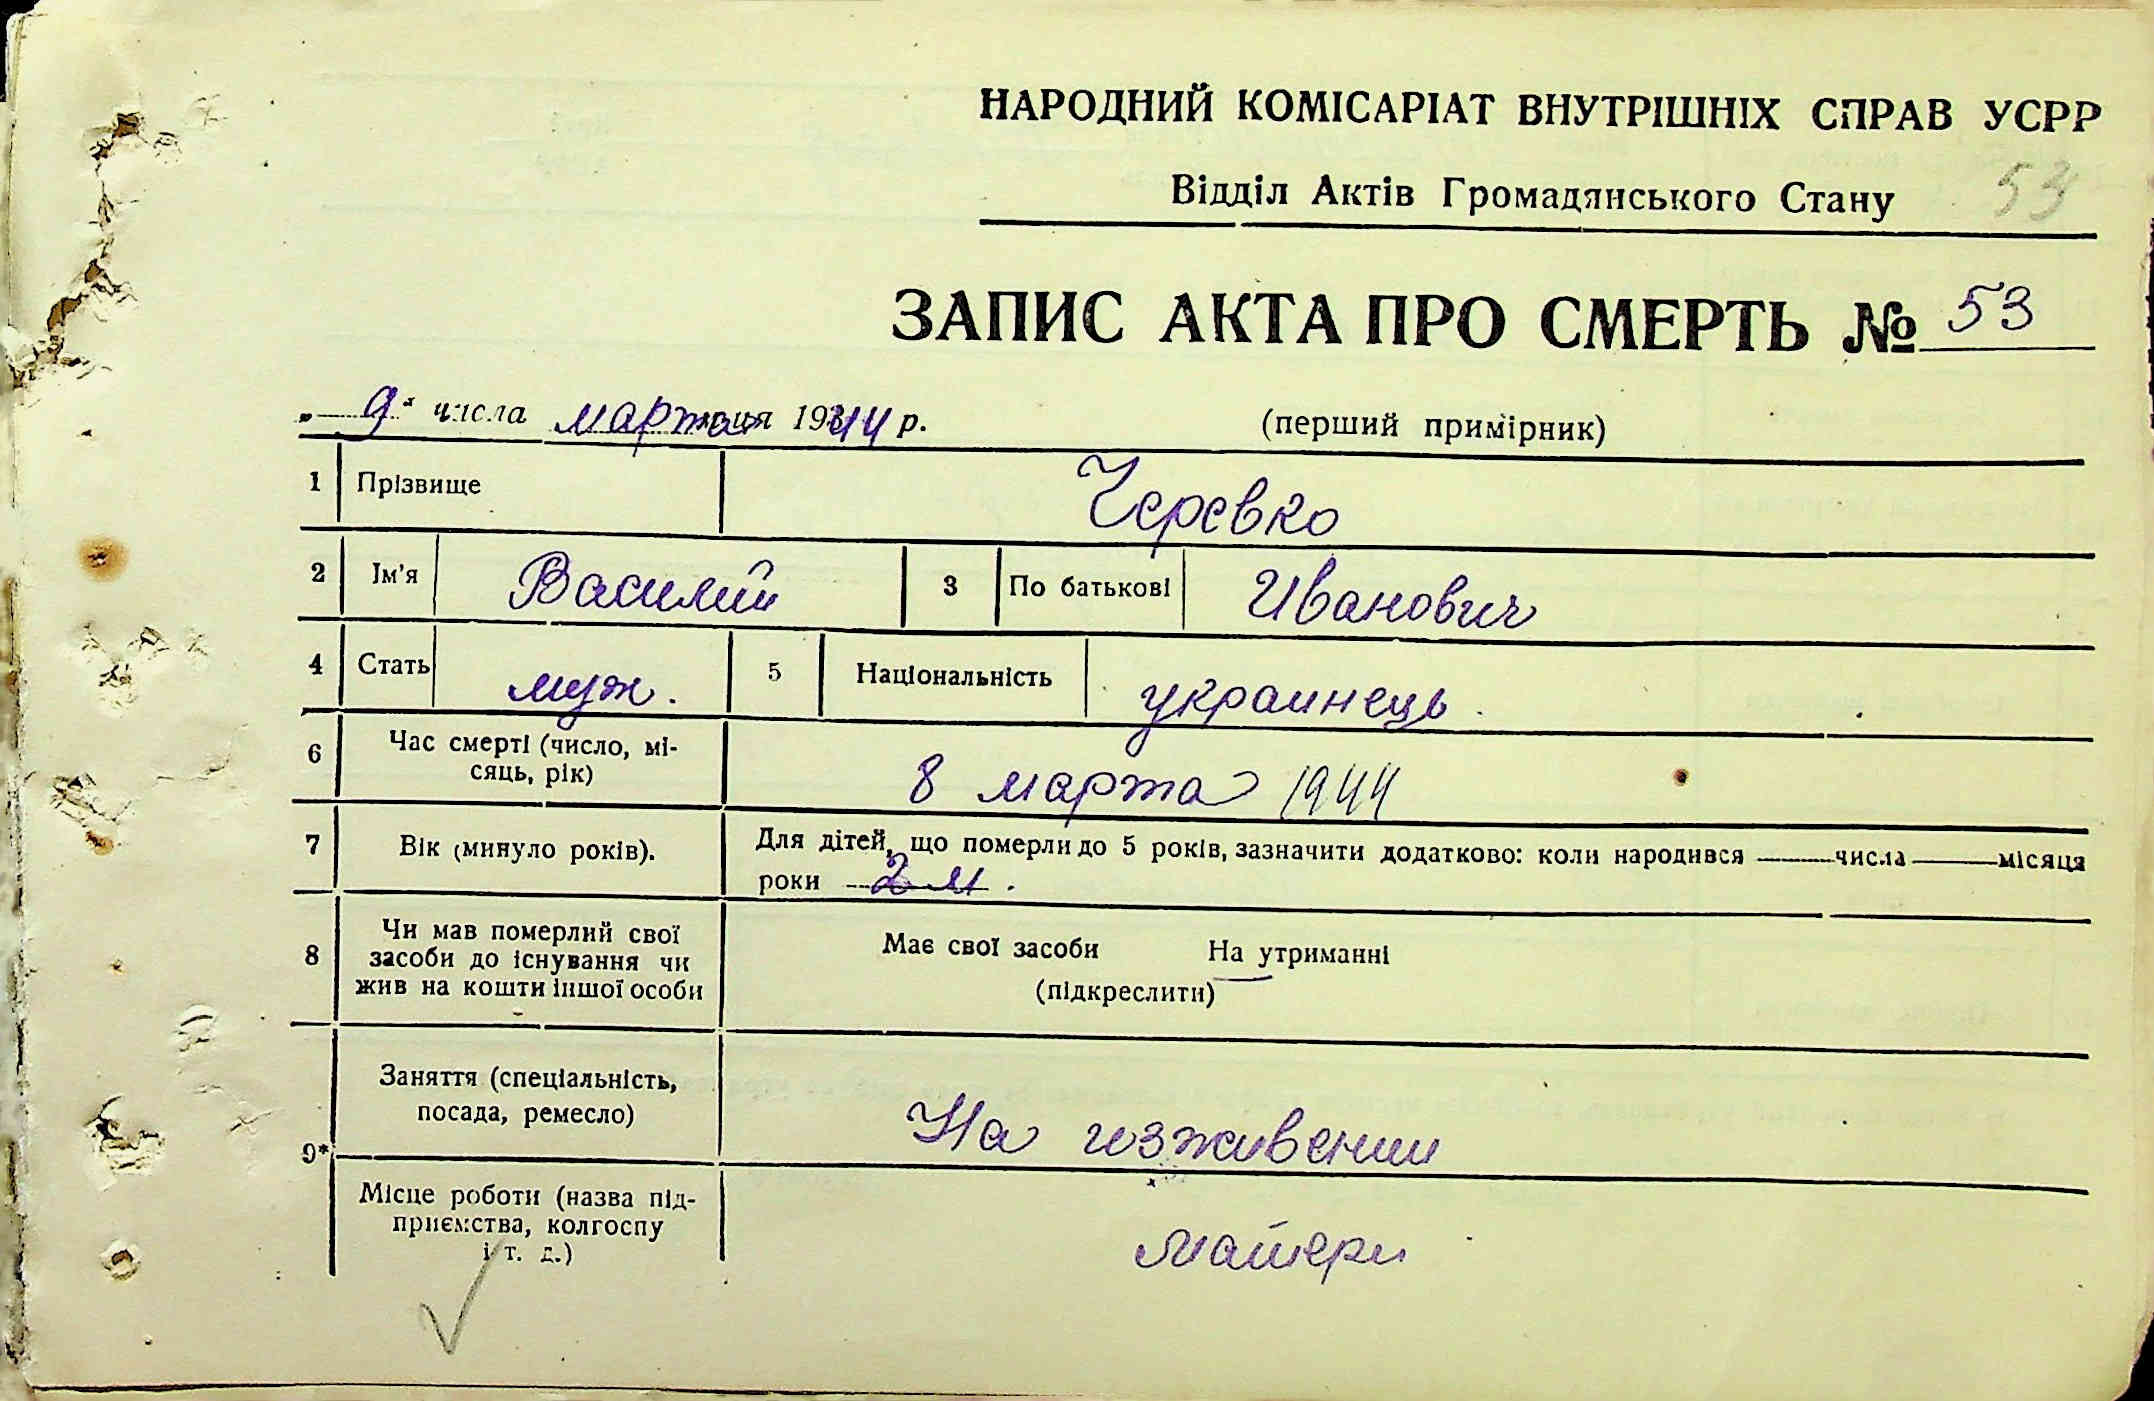 НАРОДНИЙ КОМІСАРІАТ ВНУТРІШНІХ СПРАВ УСРР
Відділ Актів Громадянського Стану 53
ЗАПИС АКТА ПРО СМЕРТЬ № 53
„ 9 “ числа марта 1944 р. (перший примірник)
1 Прізвище Черевко
2 Ім'я Василий 3 По батькові Иванович
4 Стать муж. 5 Національність украинець
6 Час смерті (число, мі-
сяць, рік) 8 марта 1944
7 Вік (минуло років). Для дітей, що померли до 5 років, зазначити додатково: коли народився числа місяця
роки 2 м.
8 Чи мав померлий свої
засоби до існування чи
жив на кошти іншої особи
Має свої засоби На утриманні
(підкреслити)
9*
Заняття (спеціальність,
посада, ремесло) На
Місце роботи (назва під-
приємства, колгоспу
і т. д.) матери